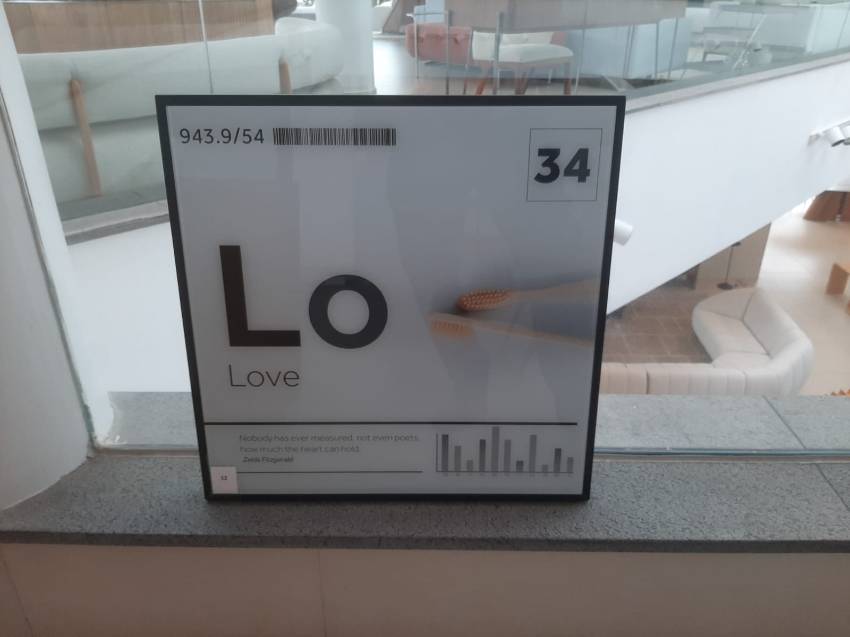 943.9/54
34
Lo
Love
Nobody has ever measured, not even poets,
how much the heart can hold.
Zelda Fitzgerald
12